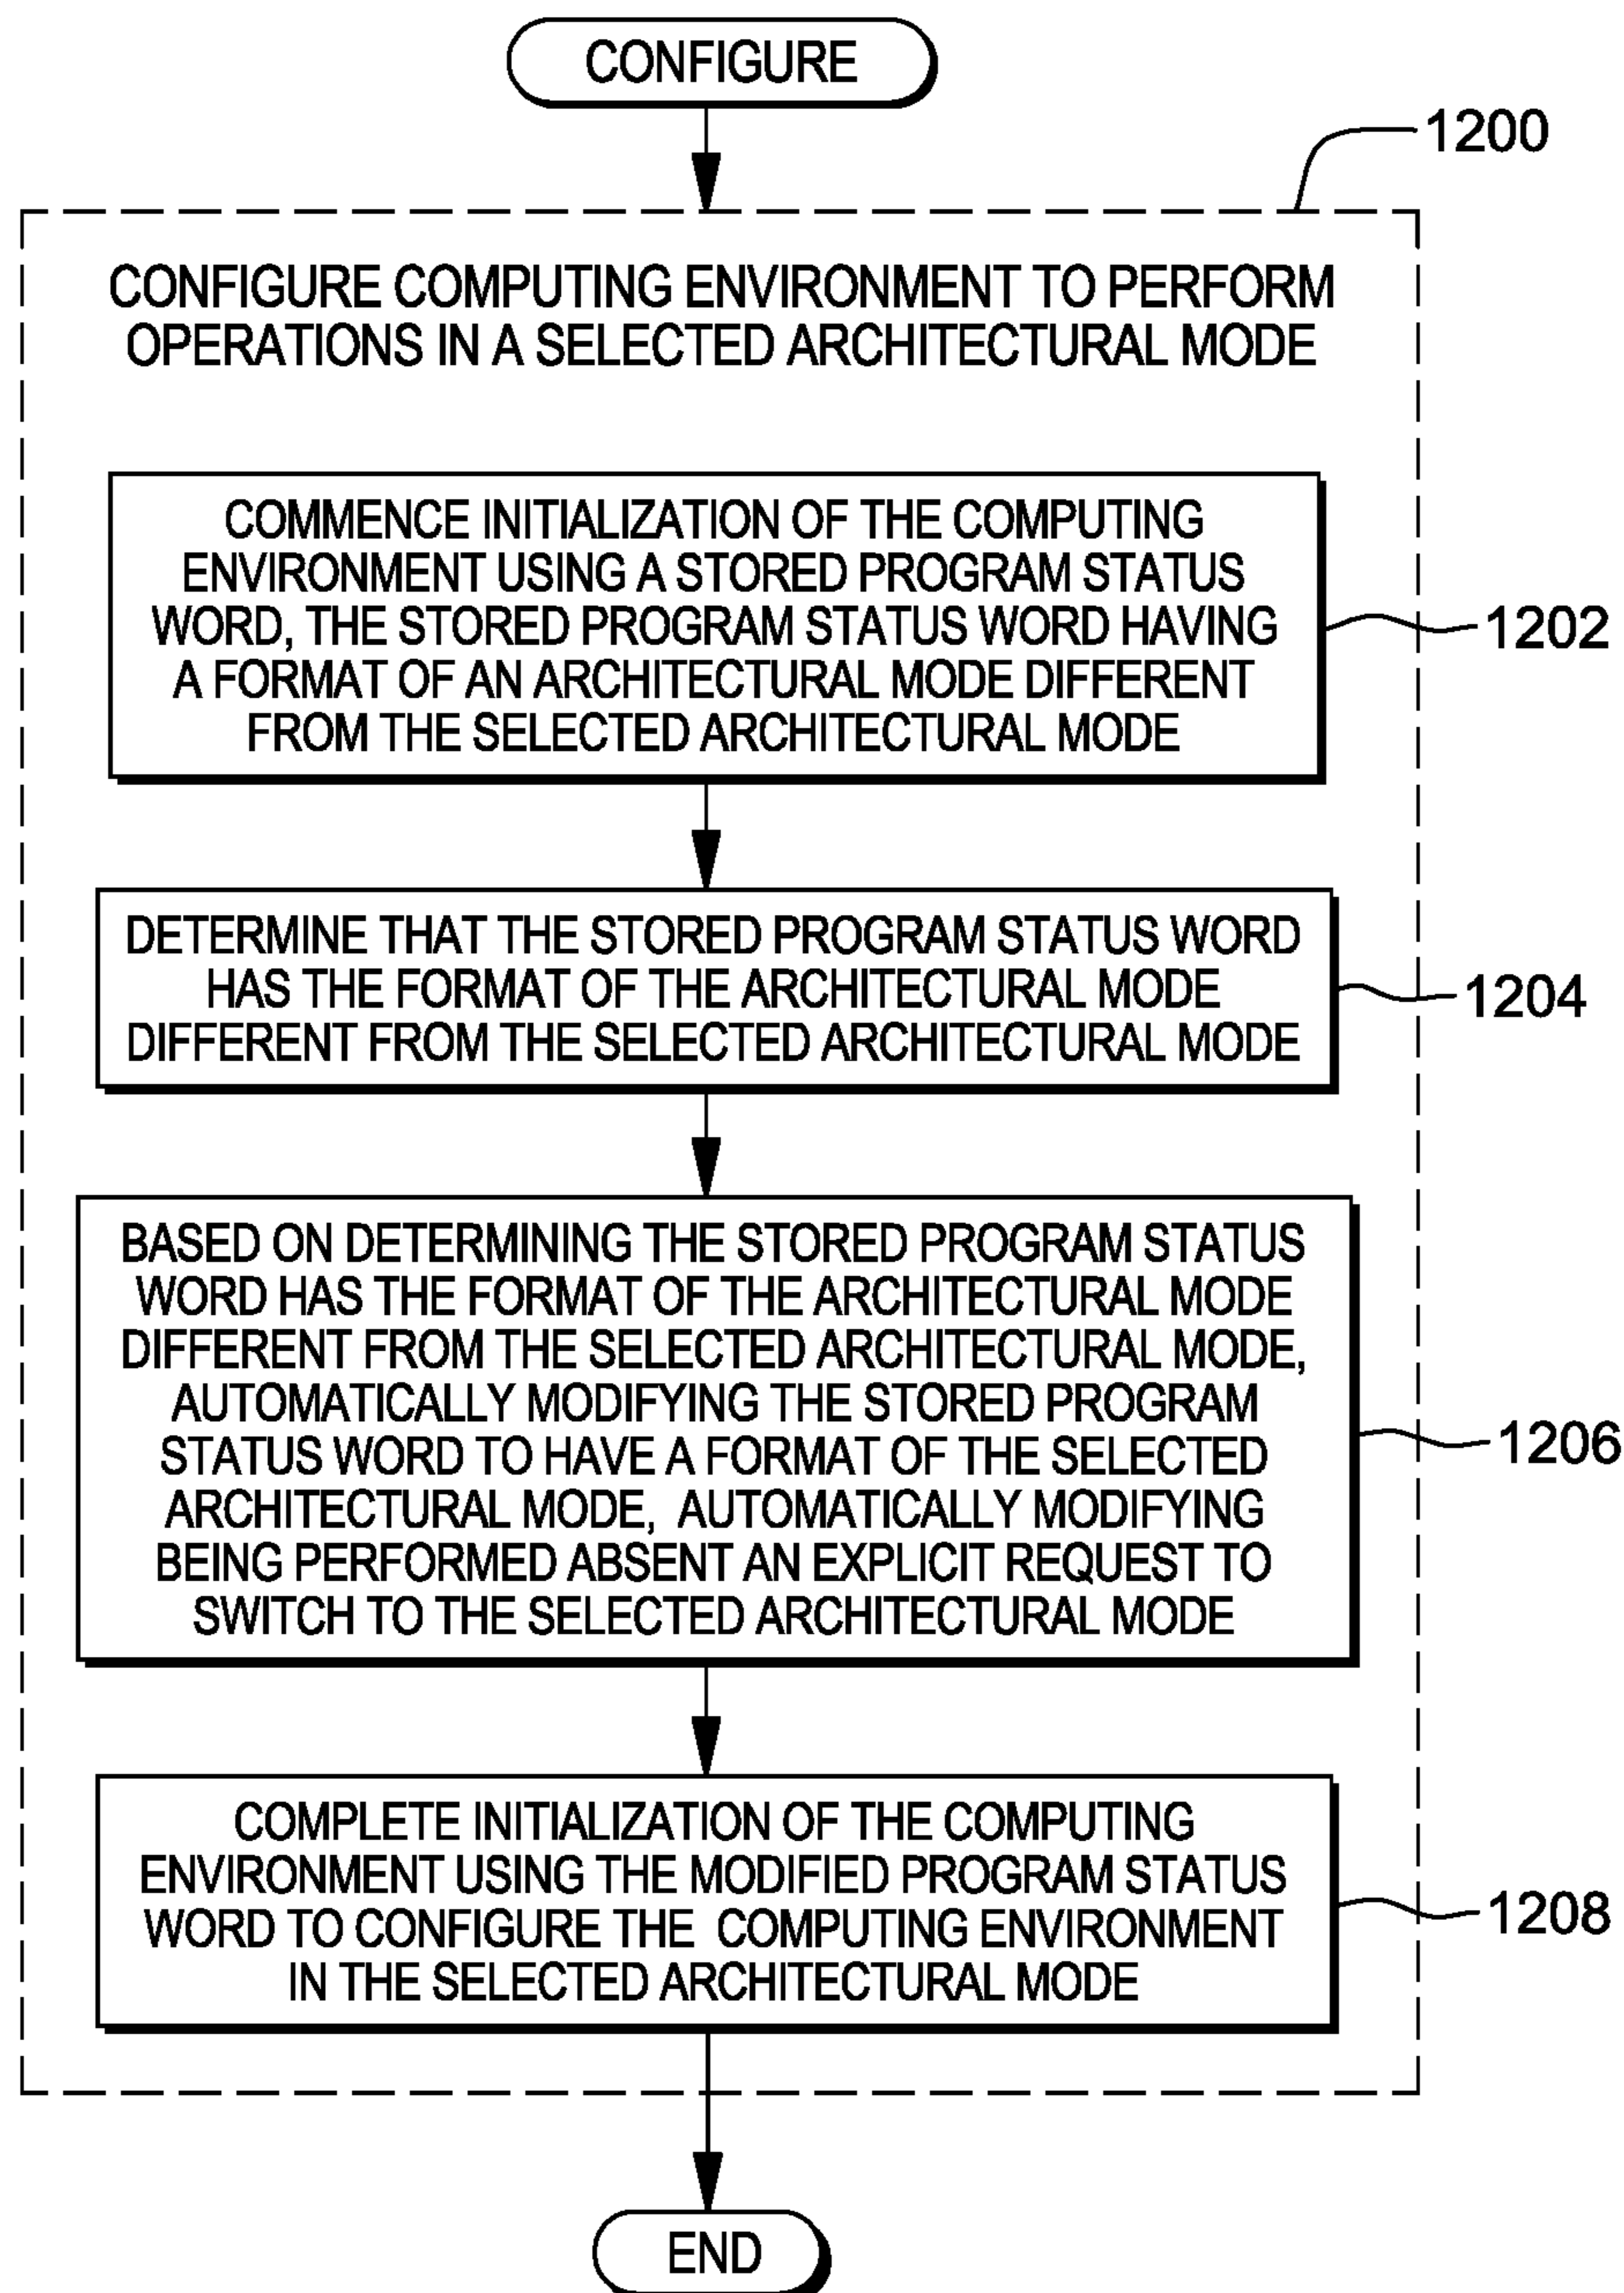 CONFIGURE
1200
CONFIGURE COMPUTING ENVIRONMENT TO PERFORM
OPERATIONS IN A SELECTED ARCHITECTURAL MODE
COMMENCE INITIALIZATION OF THE COMPUTING
ENVIRONMENT USING A STORED PROGRAM STATUS
WORD, THE STORED PROGRAM STATUS WORD HAVING
A FORMAT OF AN ARCHITECTURAL MODE DIFFERENT
FROM THE SELECTED ARCHITECTURAL MODE
1202
DETERMINE THAT THE STORED PROGRAM STATUS WORD
HAS THE FORMAT OF THE ARCHITECTURAL MODE
DIFFERENT FROM THE SELECTED ARCHITECTURAL MODE
1204
BASED ON DETERMINING THE STORED PROGRAM STATUS
WORD HAS THE FORMAT OF THE ARCHITECTURAL MODE
DIFFERENT FROM THE SELECTED ARCHITECTURAL MODE,
AUTOMATICALLY MODIFYING THE STORED PROGRAM
STATUS WORD TO HAVE A FORMAT OF THE SELECTED
ARCHITECTURAL MODE, AUTOMATICALLY MODIFYING
BEING PERFORMED ABSENT AN EXPLICIT REQUEST TO
SWITCH TO THE SELECTED ARCHITECTURAL MODE
1206
COMPLETE INITIALIZATION OF THE COMPUTING
ENVIRONMENT USING THE MODIFIED PROGRAM STATUS
WORD TO CONFIGURE THE COMPUTING ENVIRONMENT
IN THE SELECTED ARCHITECTURAL MODE
1208
END